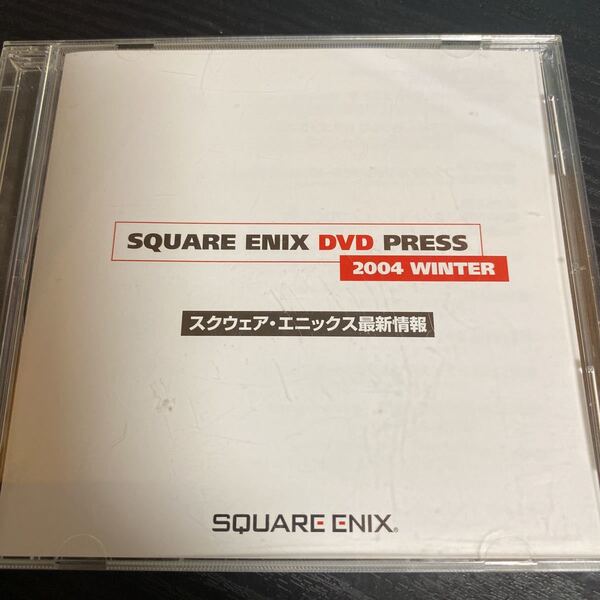 SQUARE ENIX DVD PRESS
2004 WINTER
スクウェア・エニックス最新情報
SQUARE ENIX®